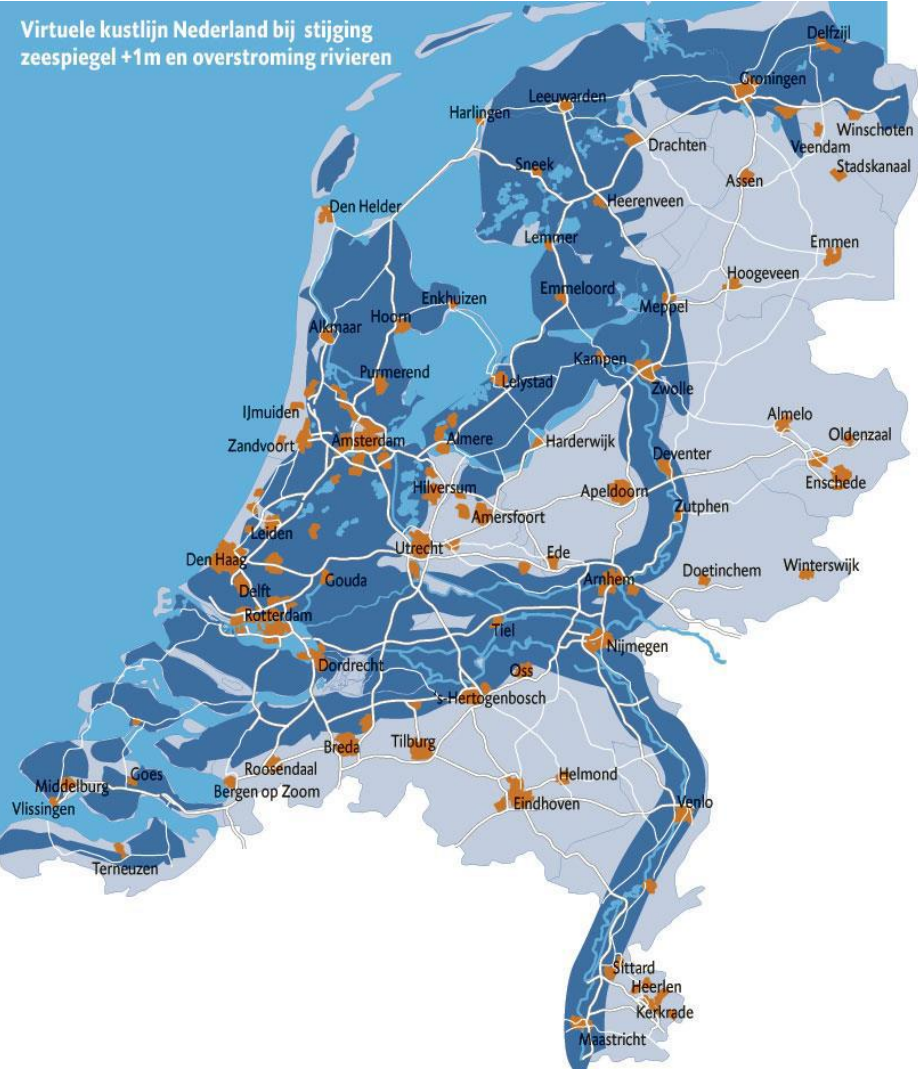 Virtuele kustlijn Nederland bij stijging
zeespiegel +1m en overstroming rivieren
Delfzijl
Groningen
Leeuwarden
Harlingen
Winschoten
Drachten
Veendam
Sneek
Stadskanaal
Assen
Den Helder
Heerenveen
Lemmer
Emmen
Hoogeveen
Emmeloord
Enkhuizen
Meppel
Hoorn
Alkmaar
Kampen
Purmerend
Lelystad
Zwolle
IJmuiden
Almelo
Oldenzaal
Zandvoort
Amsterdam
Almere
Harderwijk
Deventer
Enschede
Hilversum
Apeldoorn
Zutphen
Amersfoort
Leiden
Utrecht
Ede
Den Haag
Arnhem
Doetinchem
Winterswijk
Gouda
Delft
Rotterdam
Tiel
Nijmegen
Dordrecht
Oss
's-Hertogenbosch
Breda
Tilburg
Roosendaal
Goes
Helmond
Middelburg
Bergen op Zoom
Eindhoven
Venlo
Vlissingen
Terneuzen
Sittard
Heerlen
Kerkrade
Maastricht